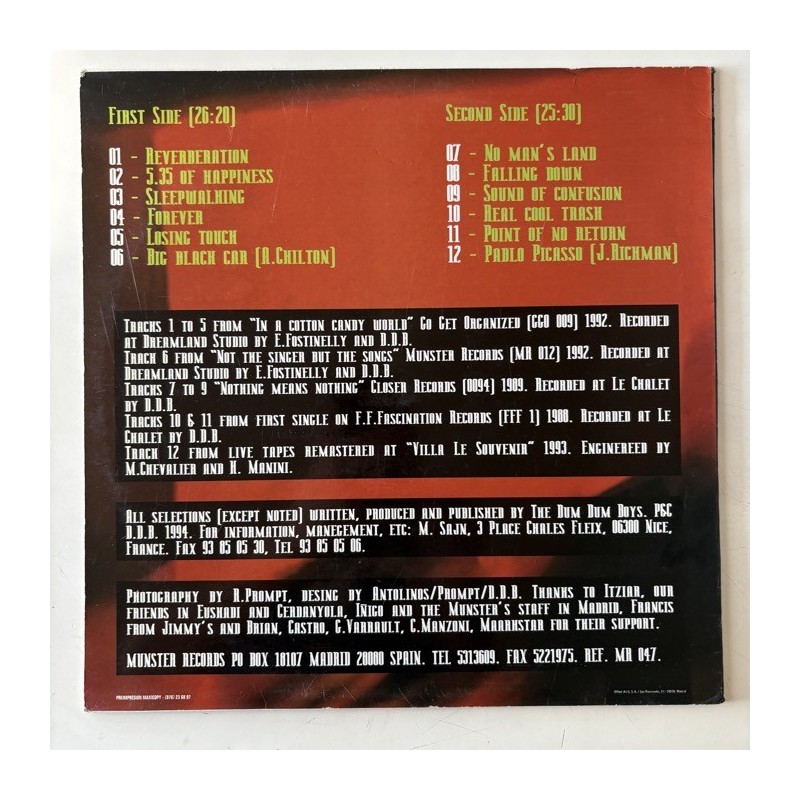 First Side (26:20)
01 - Reverberation
02 - 5.35 of happiness
03 - Sleepwalking
04 - Forever
05 - Losing touch
06 - Big black car (A.Chilton)
Second Side (25:30)
07 - No man's land
08 - Falling down
09 - Sound of confusion
10 - Real cool trash
11 - Point of no return
12 - Pablo Picasso (J.Richman)
Tracks 1 to 5 from "In a cotton candy world" Go Get Organized (GGO 009) 1992. Recorded
at Dreamland Studio by E.Fostinelly and D.D.B.
Track 6 from "Not the singer but the songs" Munster Records (MR 012) 1992. Recorded at
Dreamland Studio by E.Fostinelly and D.D.B.
Tracks 7 to 9 "Nothing means nothing" Closer Records (0094) 1989. Recorded at Le Chalet
by D.D.B.
Tracks 10 & 11 from first single on F.F.Fascination Records (FFF 1) 1988. Recorded at Le
Chalet by D.D.B.
Track 12 from live tapes remastered at "Villa Le Souvenir" 1993. Enginereed by
M.Chevalier and H. Manini.
All selections (except noted) written, produced and published by The Dum Dum Boys. P&C
D.D.B. 1994. For information, manegement, etc: M. Sajn, 3 Place Chales Fleix, 06300 Nice,
France. Fax 93 85 05 30, Tel 93 85 05 06.
Photography by R.Prompt, desing by Antolinos/Prompt/D.D.B. Thanks to Itziar, our
friends in Euskadi and Cerdanyola, Iñigo and the Munster's staff in Madrid, Francis
from Jimmy's and Brian, Castro, G.Varrault, C.Manzoni, Maarkstar for their support.
Munster Records PO Box 18107 Madrid 28080 Spain. Tel 5313609. Fax 5221975. Ref. MR 047.
PREIMPRESION: MAXICOPY - (976) 23 60 97